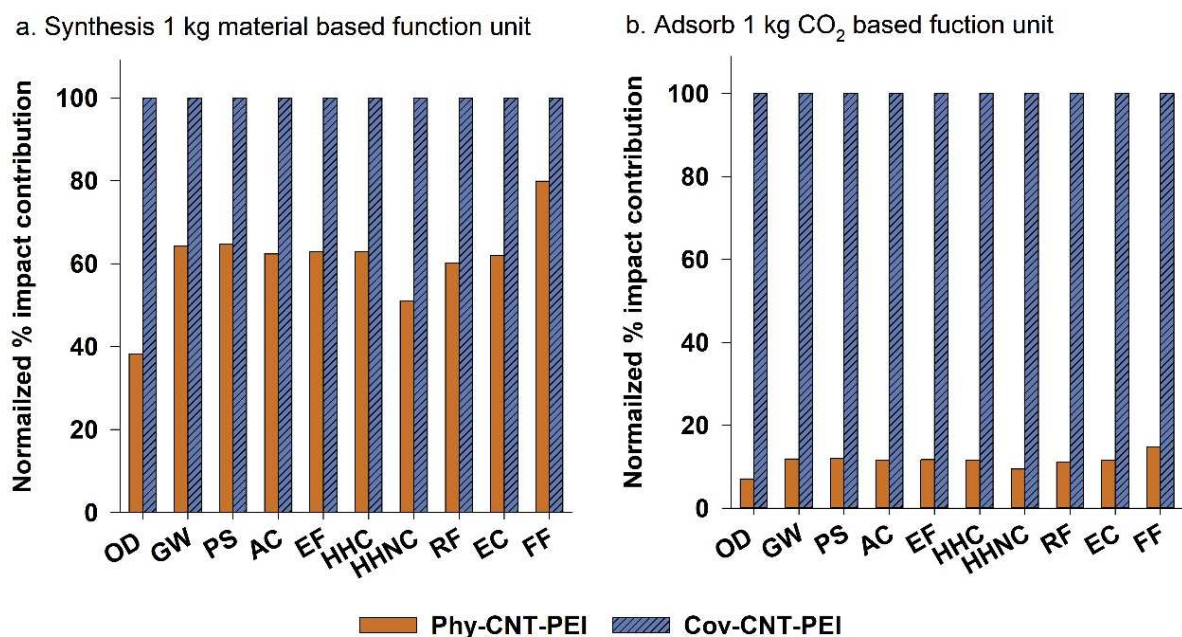 a. Synthesis 1 kg material based function unit
Normailzed % impact contribution
100
80
60
40
20
0
OD GW PS AC EF HHC HHNC RF EC FF
b. Adsorb 1 kg CO₂ based fuction unit
Normailzed % impact contribution
100
80
60
40
20
0
OD GW PS AC EF HHC HHNC RF EC FF
Phy-CNT-PEI Cov-CNT-PEI